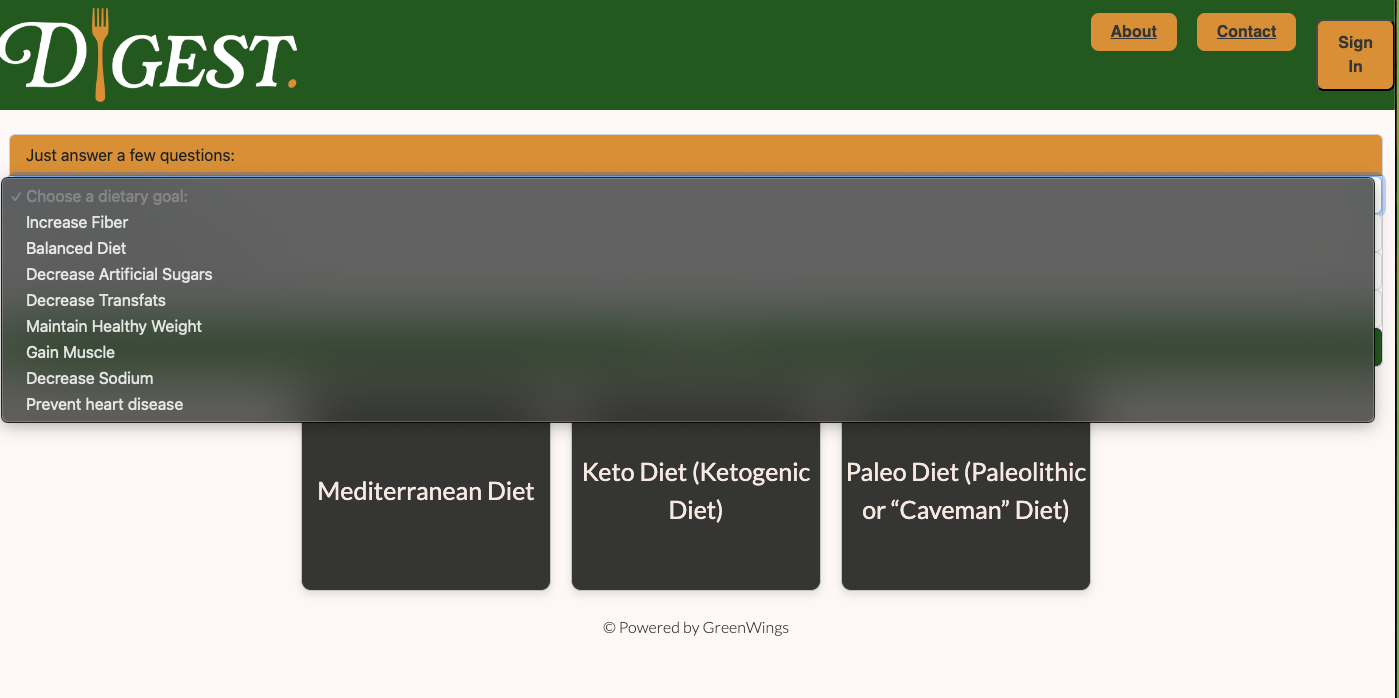 DIGEST.
About
Contact
Sign
In
Just answer a few questions:
✓ Choose a dietary goal:
Increase Fiber
Balanced Diet
Decrease Artificial Sugars
Decrease Transfats
Maintain Healthy Weight
Gain Muscle
Decrease Sodium
Prevent heart disease
Mediterranean Diet
Keto Diet (Ketogenic
Diet)
Paleo Diet (Paleolithic
or “Caveman” Diet)
© Powered by GreenWings